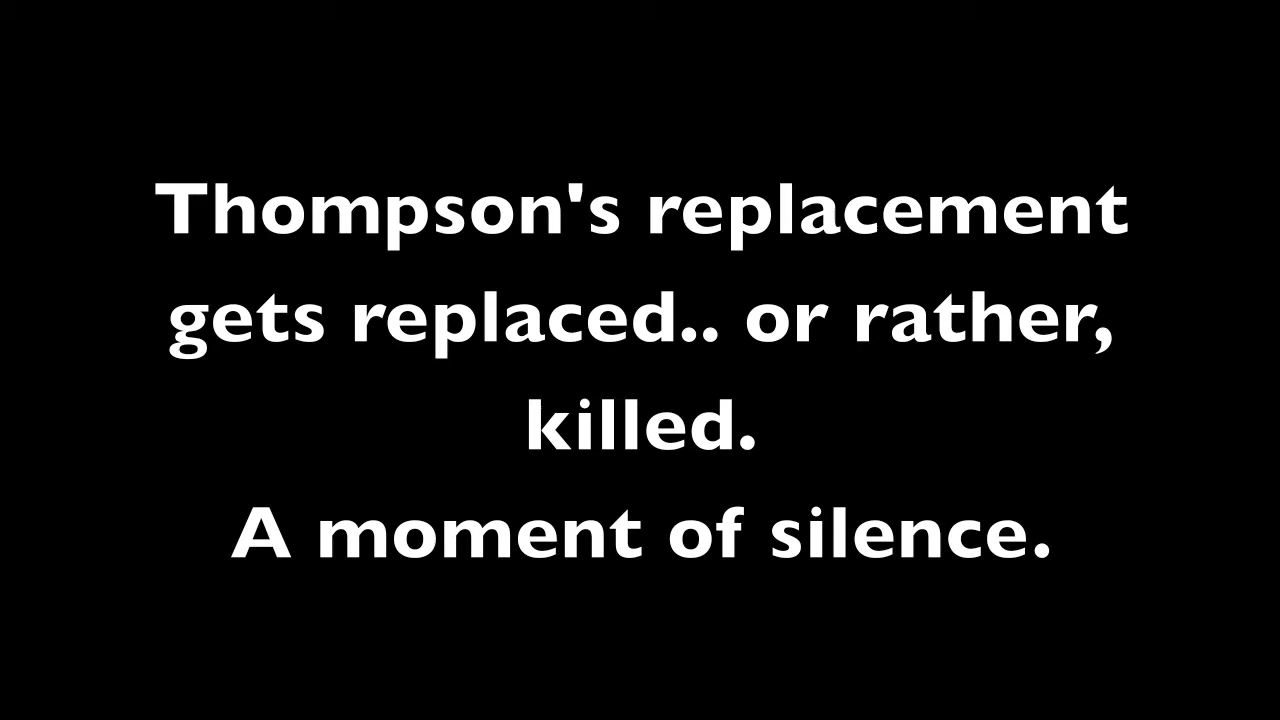 Thompson's replacement
gets replaced.. or rather,
killed.
A moment of silence.